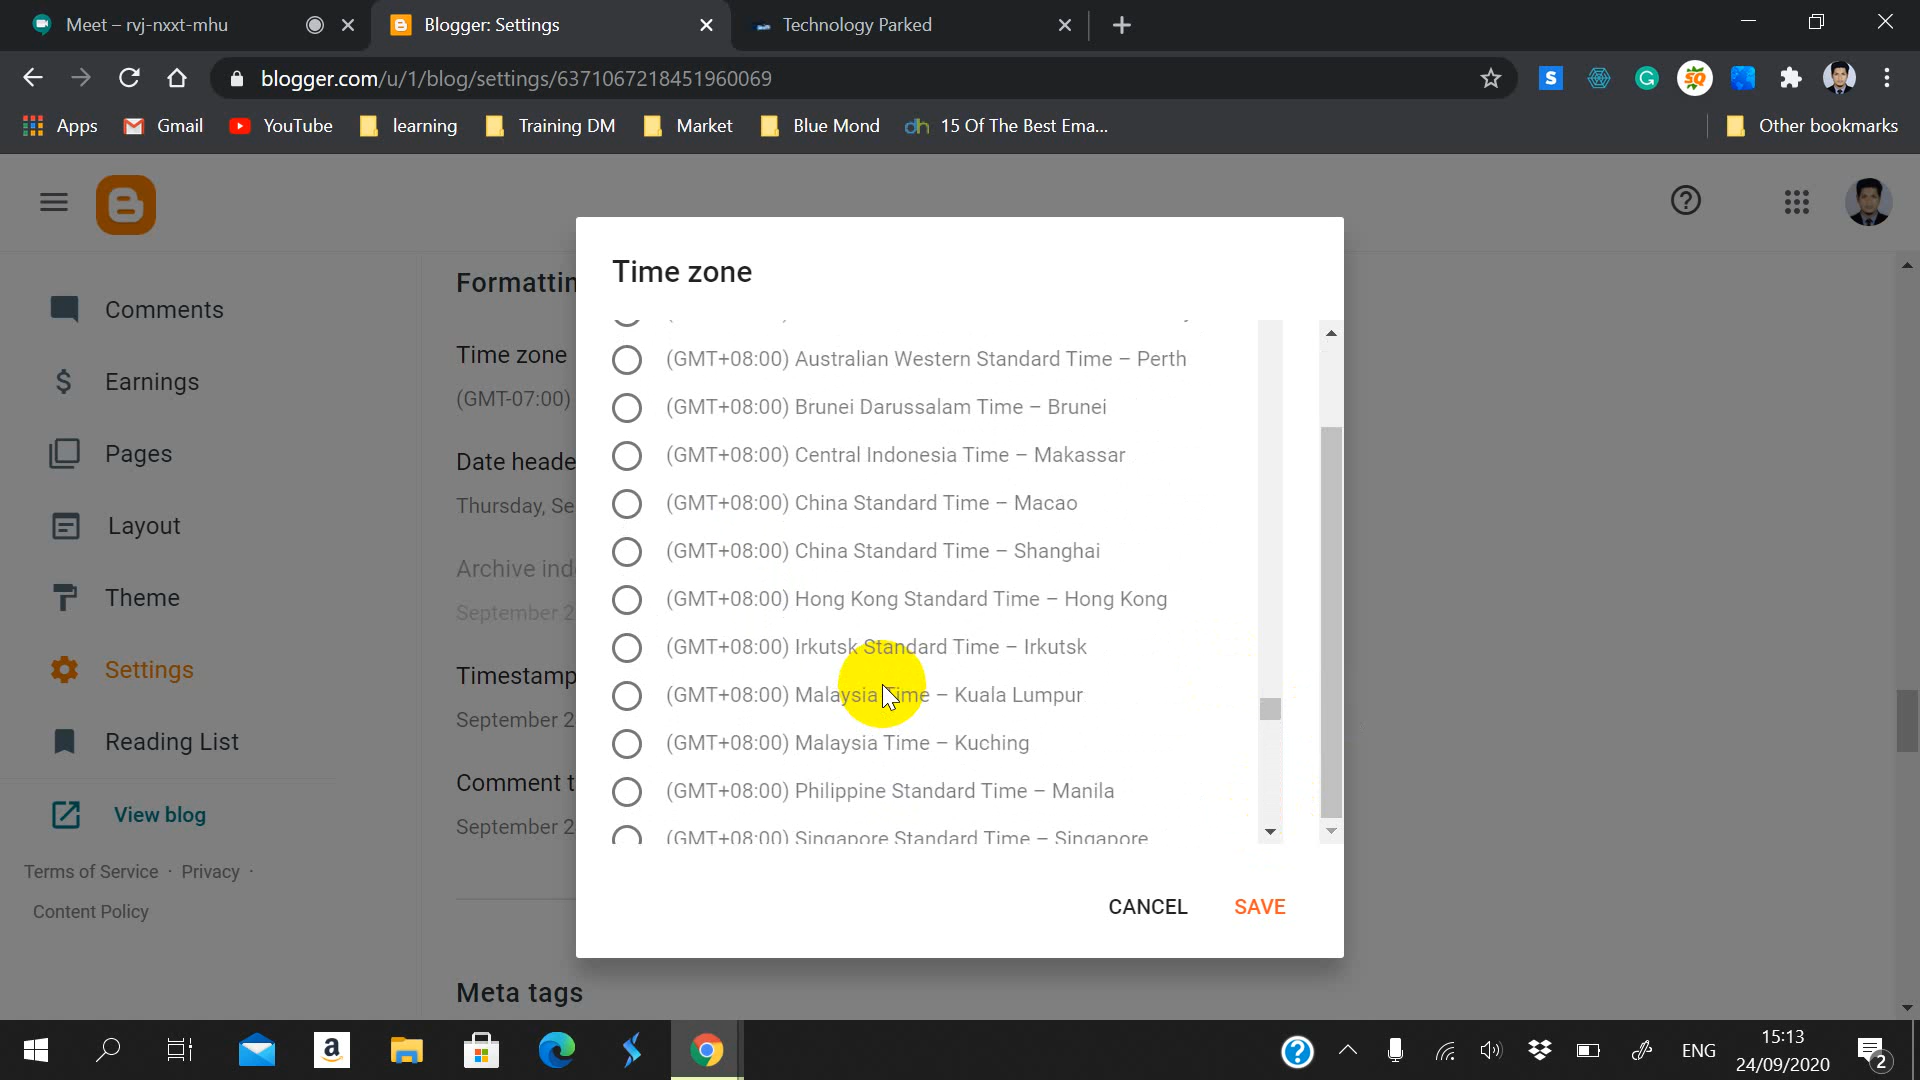 Meet – rvj-nxxt-mhu
Blogger: Settings
Technology Parked
blogger.com/u/1/blog/settings/6371067218451960069
Apps
Gmail
YouTube
learning
Training DM
Market
Blue Mond
15 Of The Best Ema...
Other bookmarks
Comments
Earnings
Pages
Layout
Theme
Settings
Reading List
View blog
Terms of Service · Privacy ·
Content Policy
Time zone
(GMT-07:00)
Thursday,
September 2
Timestamp
September 2
Comment t
September 2
Meta tags
Time zone
(GMT+08:00) Australian Western Standard Time – Perth
(GMT+08:00) Brunei Darussalam Time – Brunei
(GMT+08:00) Central Indonesia Time – Makassar
(GMT+08:00) China Standard Time – Macao
(GMT+08:00) China Standard Time – Shanghai
(GMT+08:00) Hong Kong Standard Time – Hong Kong
(GMT+08:00) Irkutsk Standard Time – Irkutsk
(GMT+08:00) Malaysia Time – Kuala Lumpur
(GMT+08:00) Malaysia Time – Kuching
(GMT+08:00) Philippine Standard Time – Manila
(GMT+08:00) Singapore Standard Time – Singapore
CANCEL
SAVE
ENG
15:13
24/09/2020
2